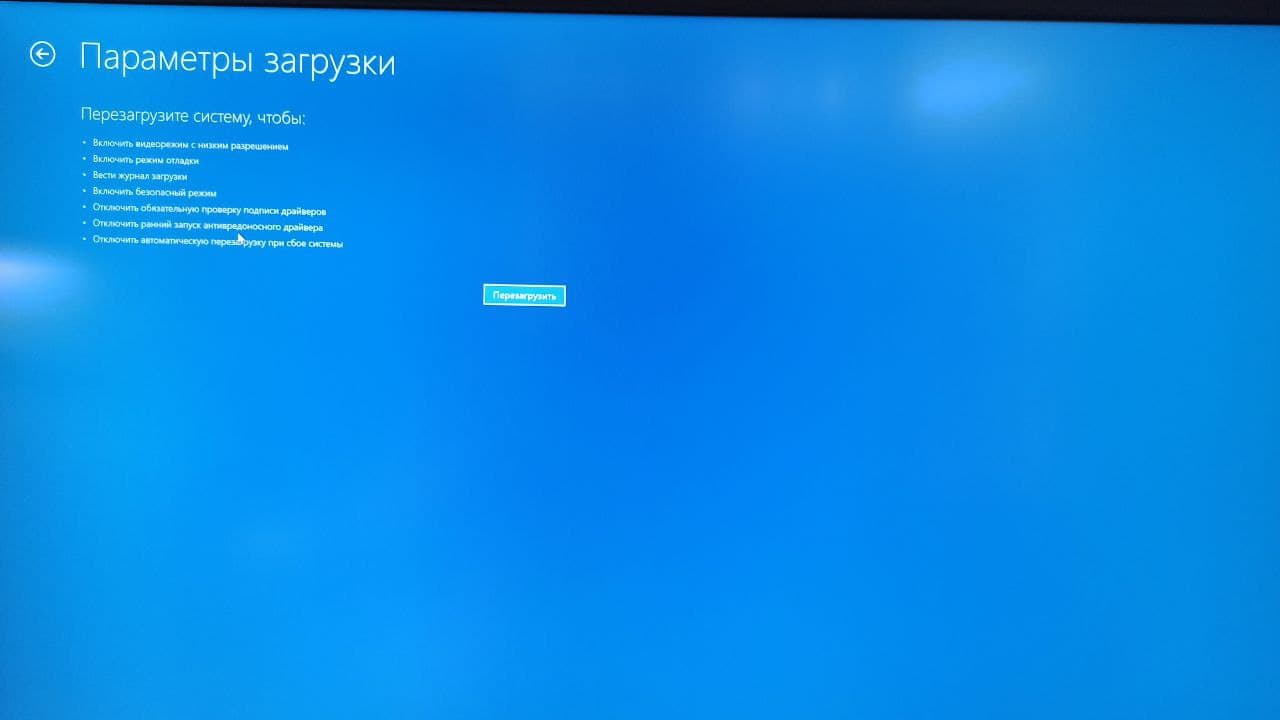 Параметры загрузки
Перезагрузите систему, чтобы:
• Включить видеорежим с низким разрешением
• Включить режим отладки
• Вести журнал загрузки
• Включить безопасный режим
• Отключить обязательную проверку подписи драйверов
• Отключить ранний запуск антивредоносного драйвера
• Отключить автоматическую перезагрузку при сбое системы
Перезагрузить